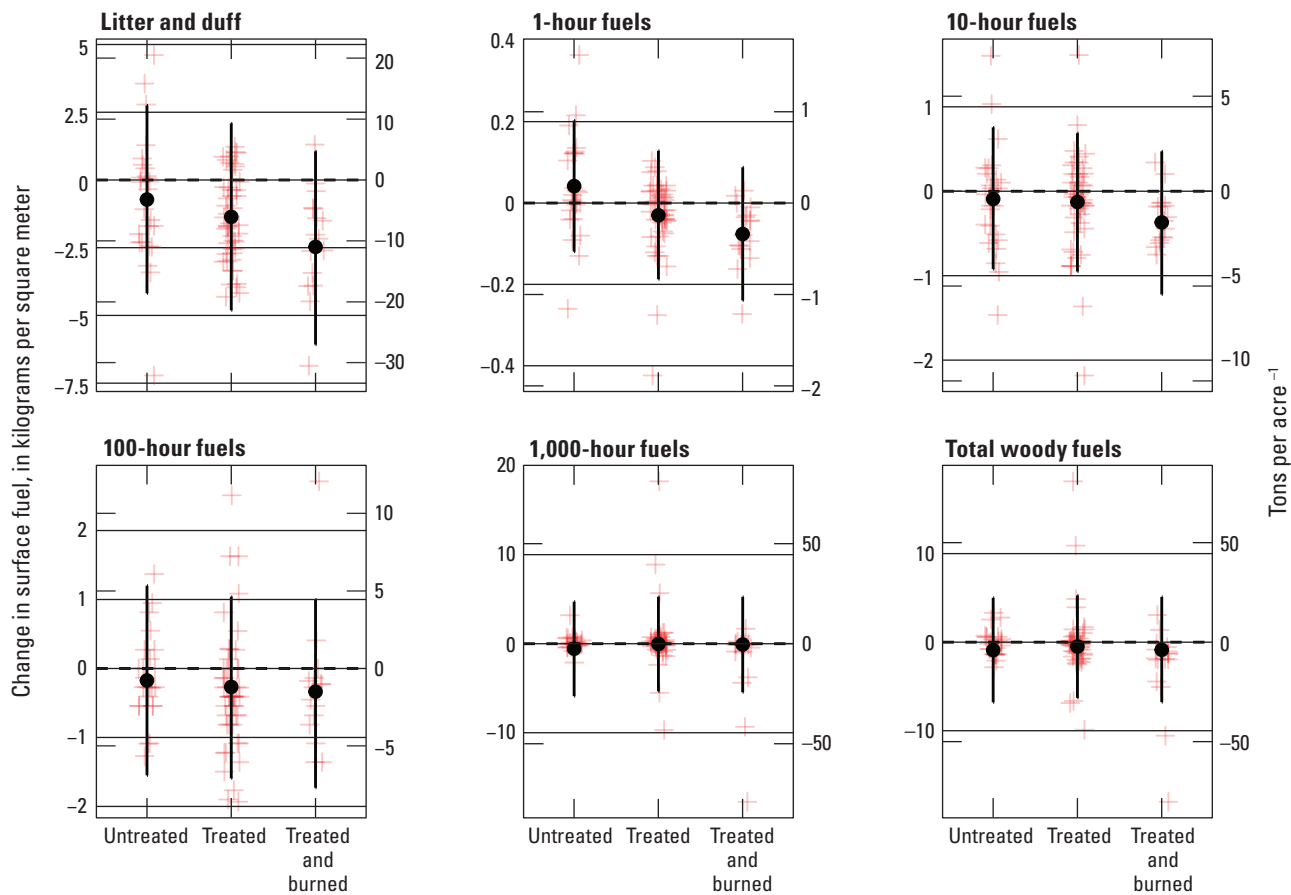 Litter and duff
1-hour fuels
10-hour fuels
5
2.5
0
−2.5
−5
−7.5
20
10
0
−10
−20
−30
0.4
0.2
0
−0.2
−0.4
1
0
−1
−2
1
0
−1
−2
5
0
−5
−10
Change in surface fuel, in kilograms per square meter
Tons per acre⁻¹
100-hour fuels
1,000-hour fuels
Total woody fuels
2
1
0
−1
−2
10
5
0
−5
20
10
0
−10
50
0
−50
10
0
−10
50
0
−50
Untreated
Treated
Treated
and
burned
Untreated
Treated
Treated
and
burned
Untreated
Treated
Treated
and
burned